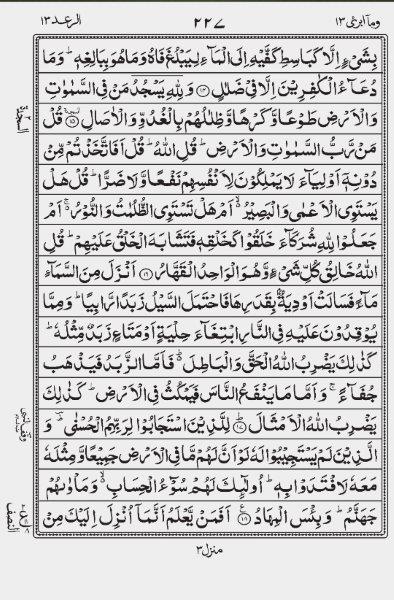 وما ابرئ ١٣ ٢٢٧ الرعد ١٣
بِشَيْءٍ اِلَّا كَبَاسِطِ كَفَّيْهِ اِلَى الْمَآءِ لِيَبْلُغَ فَاهُ وَمَا هُوَ بِبَالِغِهٖ ؕ وَمَا
دُعَآءُ الْكٰفِرِيْنَ اِلَّا فِيْ ضَلٰلٍ ﴿۱۴﴾ وَلِلّٰهِ يَسْجُدُ مَنْ فِي السَّمٰوٰتِ
وَالْاَرْضِ طَوْعًا وَّكَرْهًا وَّظِلٰلُهُمْ بِالْغُدُوِّ وَالْاٰصَالِ ﴿۱۵﴾ قُلْ
مَنْ رَّبُّ السَّمٰوٰتِ وَالْاَرْضِ ؕ قُلِ اللّٰهُ ؕ قُلْ اَفَاتَّخَذْتُمْ مِّنْ
دُوْنِهٖۤ اَوْلِيَآءَ لَا يَمْلِكُوْنَ لِاَنْفُسِهِمْ نَفْعًا وَّلَا ضَرًّا ؕ قُلْ هَلْ
يَسْتَوِي الْاَعْمٰى وَالْبَصِيْرُ ۙ اَمْ هَلْ تَسْتَوِي الظُّلُمٰتُ وَالنُّوْرُ ۚ اَمْ
جَعَلُوْا لِلّٰهِ شُرَكَآءَ خَلَقُوْا كَخَلْقِهٖ فَتَشَابَهَ الْخَلْقُ عَلَيْهِمْ ؕ قُلِ
اللّٰهُ خَالِقُ كُلِّ شَيْءٍ وَّهُوَ الْوَاحِدُ الْقَهَّارُ ﴿۱۶﴾ اَنْزَلَ مِنَ السَّمَآءِ
مَآءً فَسَالَتْ اَوْدِيَةٌۢ بِقَدَرِهَا فَاحْتَمَلَ السَّيْلُ زَبَدًا رَّابِيًا ؕ وَمِمَّا
يُوْقِدُوْنَ عَلَيْهِ فِي النَّارِ ابْتِغَآءَ حِلْيَةٍ اَوْ مَتَاعٍ زَبَدٌ مِّثْلُهٗ ؕ
كَذٰلِكَ يَضْرِبُ اللّٰهُ الْحَقَّ وَالْبَاطِلَ ؕ فَاَمَّا الزَّبَدُ فَيَذْهَبُ
جُفَآءً ۚ وَاَمَّا مَا يَنْفَعُ النَّاسَ فَيَمْكُثُ فِي الْاَرْضِ ؕ كَذٰلِكَ
يَضْرِبُ اللّٰهُ الْاَمْثَالَ ﴿۱۷﴾ لِلَّذِيْنَ اسْتَجَابُوْا لِرَبِّهِمُ الْحُسْنٰى ؔ وَ
الَّذِيْنَ لَمْ يَسْتَجِيْبُوْا لَهٗ لَوْ اَنَّ لَهُمْ مَّا فِي الْاَرْضِ جَمِيْعًا وَّمِثْلَهٗ
مَعَهٗ لَافْتَدَوْا بِهٖ ؕ اُولٰٓئِكَ لَهُمْ سُوْٓءُ الْحِسَابِ ۙ وَمَاْوٰىهُمْ
جَهَنَّمُ ؕ وَبِئْسَ الْمِهَادُ ﴿۱۸﴾ اَفَمَنْ يَّعْلَمُ اَنَّمَاۤ اُنْزِلَ اِلَيْكَ مِنْ
منزل ۳
السجدة ٢
النصف